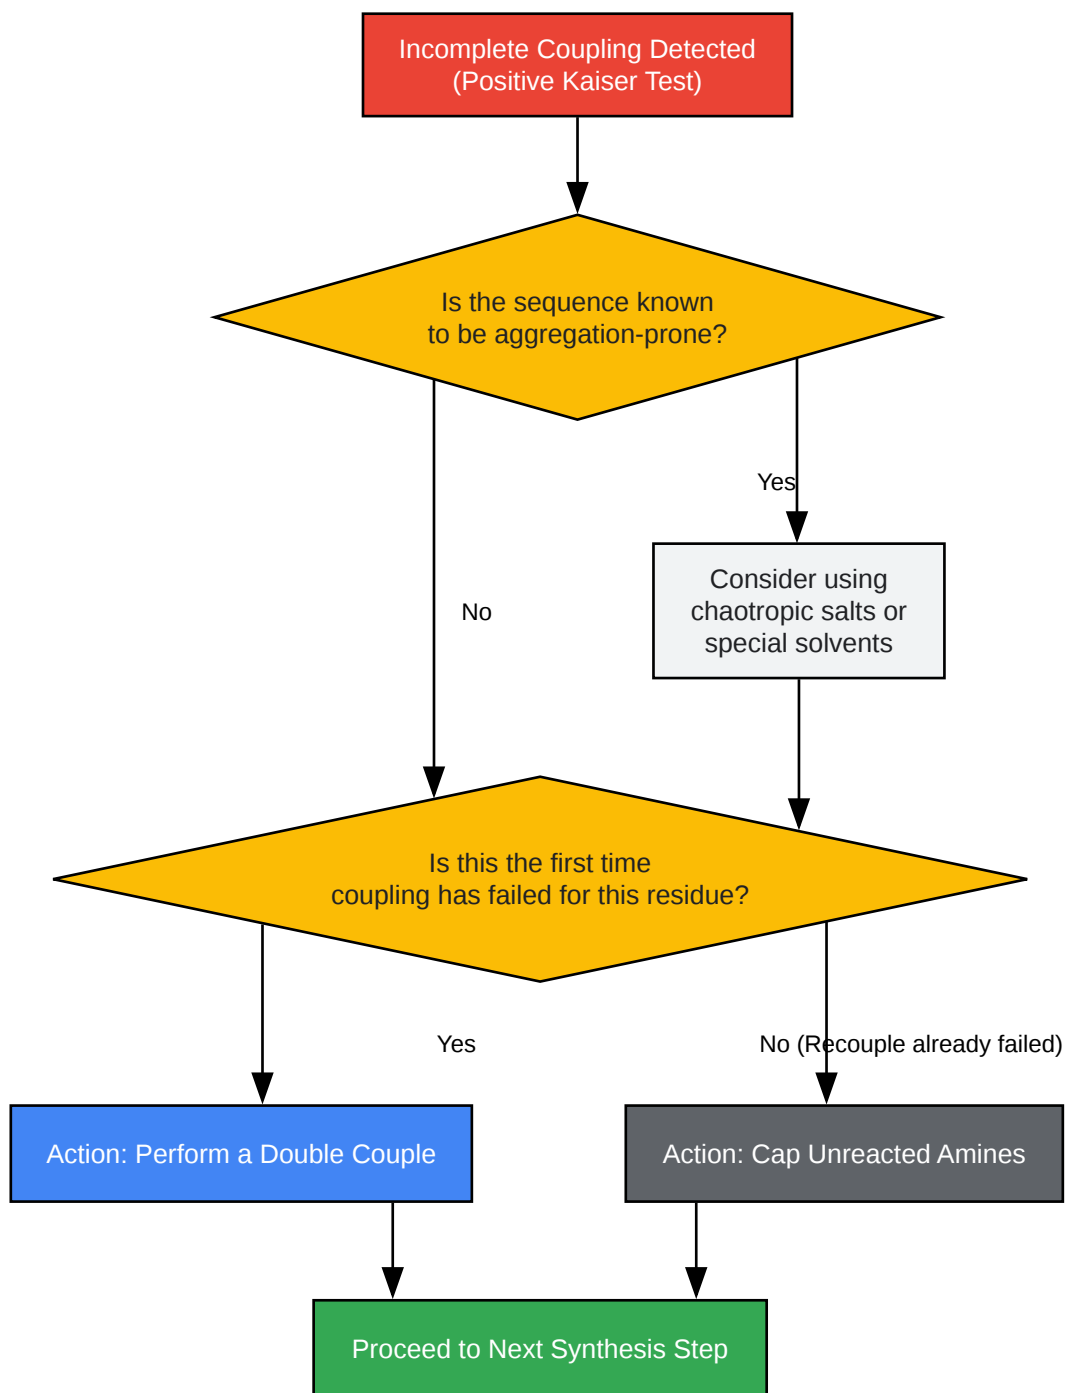 Incomplete Coupling Detected
(Positive Kaiser Test)
Is the sequence known
to be aggregation-prone?
Yes
Consider using
chaotropic salts or
special solvents
No
Is this the first time
coupling has failed for this residue?
Yes
No (Recouple already failed)
Action: Perform a Double Couple
Action: Cap Unreacted Amines
Proceed to Next Synthesis Step